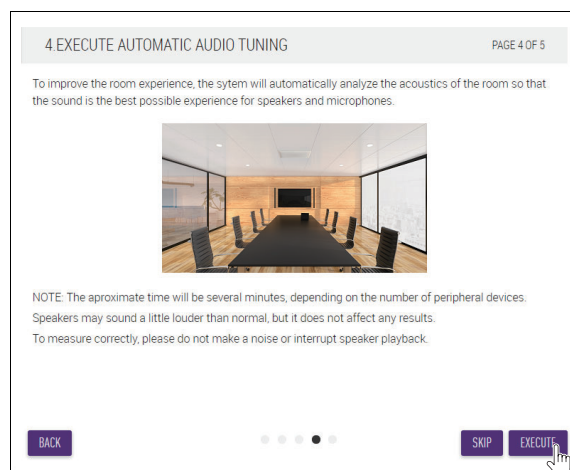 4.EXECUTE AUTOMATIC AUDIO TUNING
PAGE 4 OF 5
To improve the room experience, the sytem will automatically analyze the acoustics of the room so that
the sound is the best possible experience for speakers and microphones.
NOTE: The aproximate time will be several minutes, depending on the number of peripheral devices.
Speakers may sound a little louder than normal, but it does not affect any results.
To measure correctly, please do not make a noise or interrupt speaker playback.
BACK
SKIP
EXECUTE